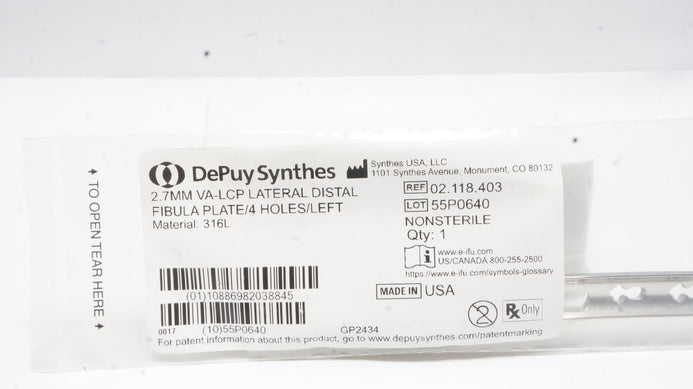 DePuy Synthes
Synthes USA, LLC
1101 Synthes Avenue, Monument, CO 80132
2.7MM VA-LCP LATERAL DISTAL
FIBULA PLATE/4 HOLES/LEFT
Material: 316L
REF 02.118.403
LOT 55P0640
NONSTERILE
Qty: 1
www.e-ifu.com
US/CANADA 800-255-2500
https://www.e-ifu.com/symbols-glossary
(01)10886982038845
MADE IN USA
0017 (10)55P0640
GP2434
2
Rx Only
For patent information about this product, go to www.depuysynthes.com/patentmarking
TO OPEN TEAR HERE